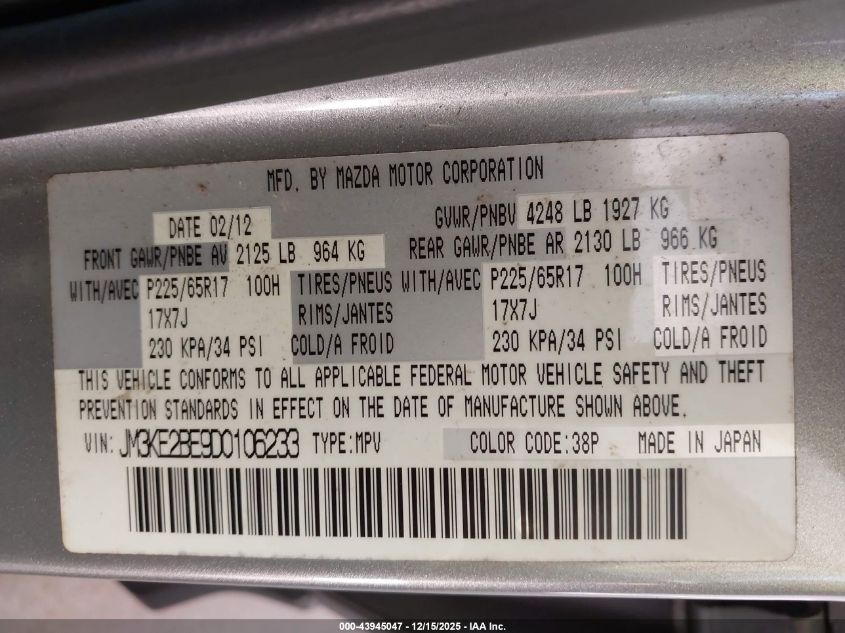 MFD. BY MAZDA MOTOR CORPORATION
DATE 02/12 GVWR/PNBV 4248 LB 1927 KG
FRONT GAWR/PNBE AV 2125 LB 964 KG REAR GAWR/PNBE AR 2130 LB 966 KG
WITH/AVEC P225/65R17 100H TIRES/PNEUS WITH/AVEC P225/65R17 100H TIRES/PNEUS
17X7J RIMS/JANTES 17X7J RIMS/JANTES
230 KPA/34 PSI COLD/A FROID 230 KPA/34 PSI COLD/A FROID
THIS VEHICLE CONFORMS TO ALL APPLICABLE FEDERAL MOTOR VEHICLE SAFETY AND THEFT
PREVENTION STANDARDS IN EFFECT ON THE DATE OF MANUFACTURE SHOWN ABOVE.
VIN: JM3KE2BE9D0106233 TYPE:MPV COLOR CODE:38P MADE IN JAPAN
000-43945047 - 12/15/2025 - IAA Inc.